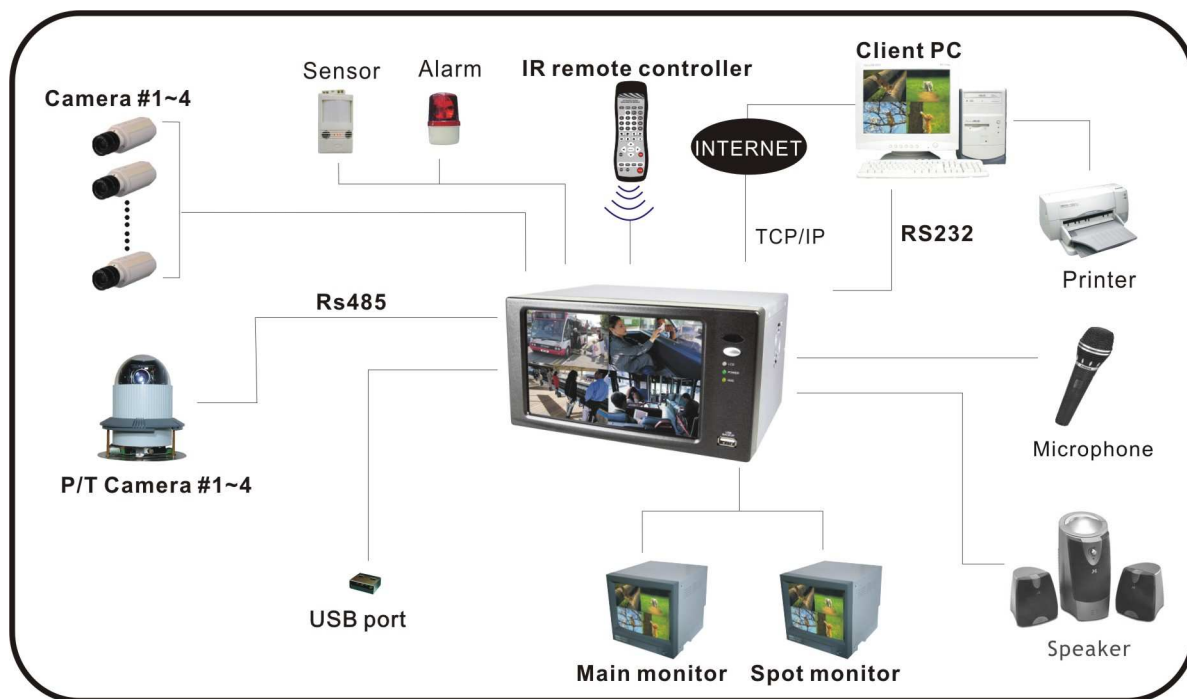 Client PC
Sensor
Alarm
IR remote controller
Camera #1~4
INTERNET
TCP/IP
RS232
Printer
Rs485
Microphone
P/T Camera #1~4
USB port
Main monitor
Spot monitor
Speaker